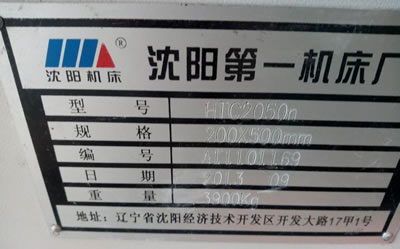 沈阳机床®
沈阳第一机床厂
型号 HTC2050n
规格 200X500mm
编号 A11101169
日期 2013 09
重量 3900Kg
地址:辽宁省沈阳经济技术开发区开发大路17甲1号